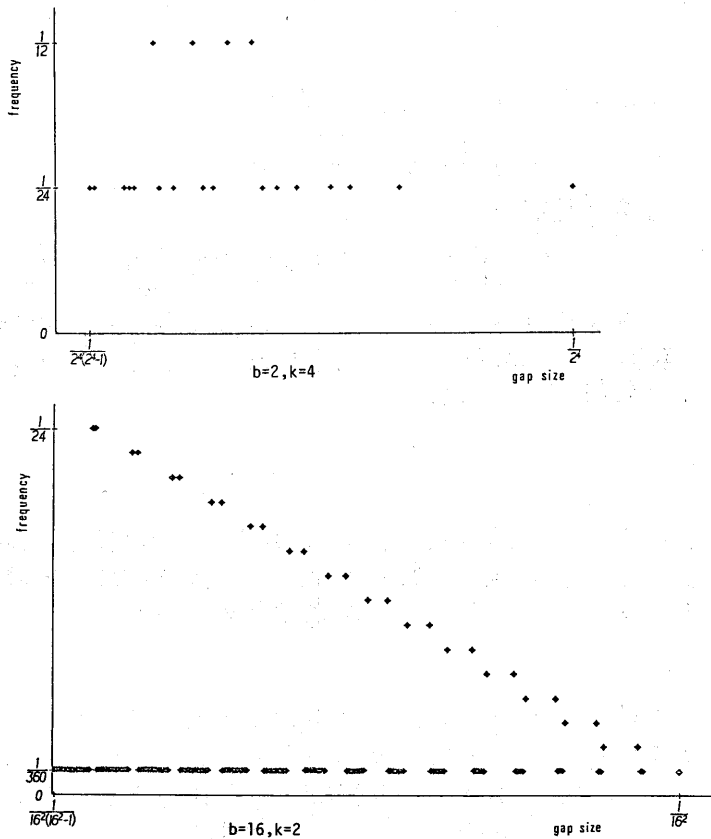 1/12
frequency
1/24
0
1/2⁴(2⁴-1)
1/2⁴
b=2,k=4
gap size
1/24
frequency
1/360
0
1/16²(16²-1)
1/16²
b=16,k=2
gap size